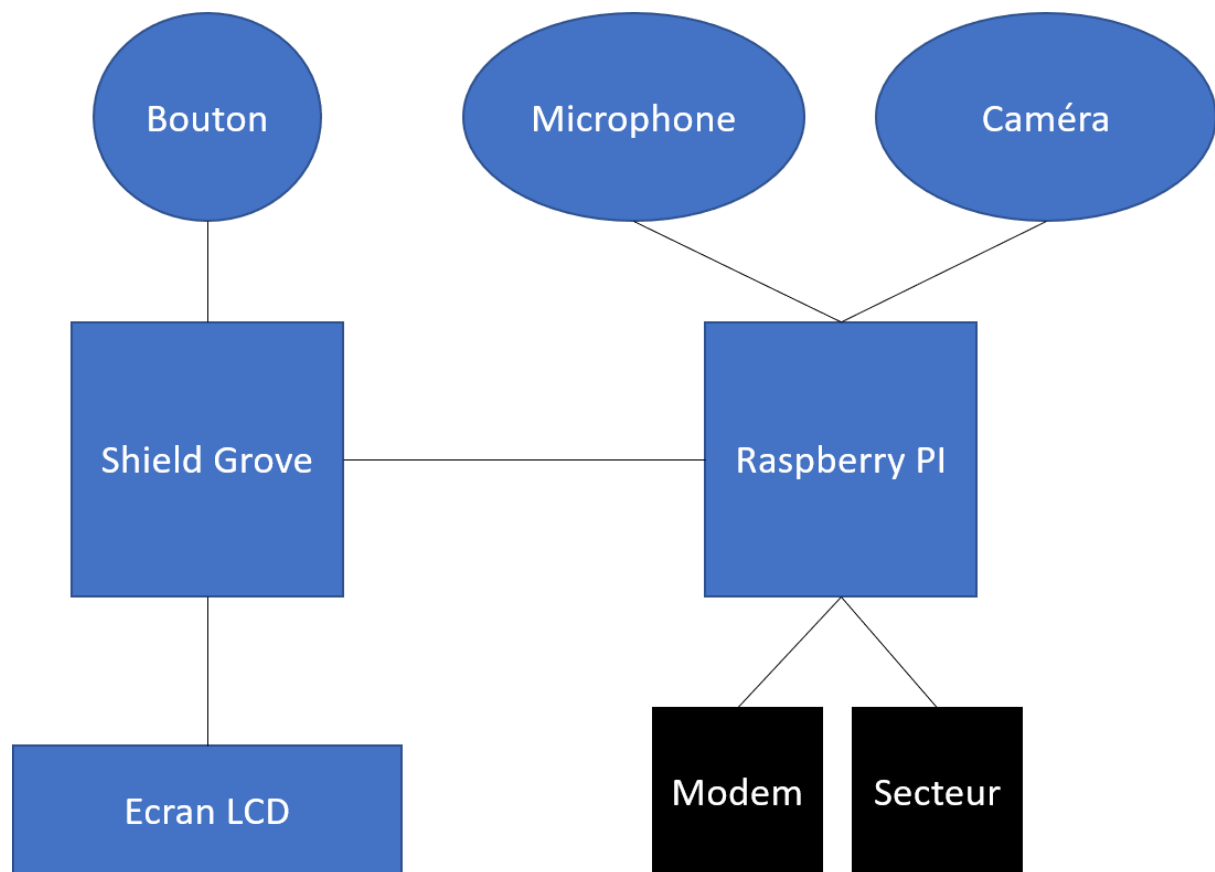 Bouton
Microphone
Caméra
Shield Grove
Raspberry PI
Modem
Secteur
Ecran LCD